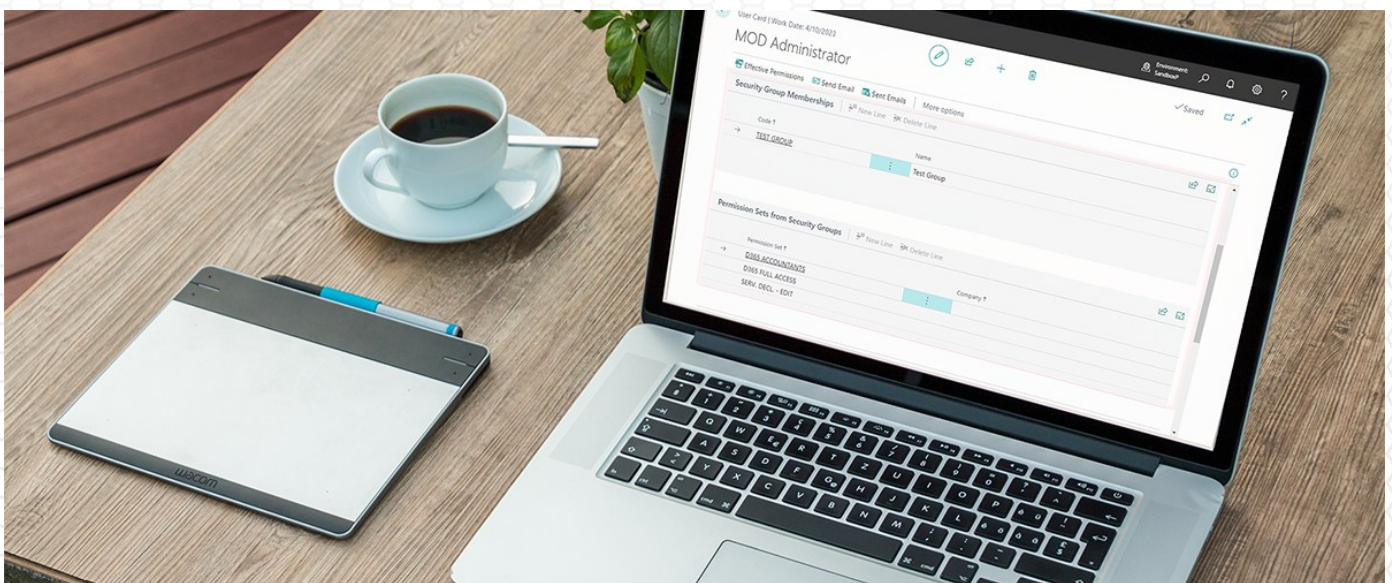 User Card | Work Date: 4/10/2023
MOD Administrator
Environment:
Sandbox
✓Saved
Effective Permissions Send Email Sent Emails More options
Security Group Memberships New Line Delete Line
Code ↑
Name
→ TEST GROUP
Test Group
Permission Sets from Security Groups New Line Delete Line
Permission Set ↑
Company ↑
→ D365 ACCOUNTANTS
D365 FULL ACCESS
SERV. DECL. - EDIT
wacom
Q W E R T Z U I O P
A S D F G H J K L
Y X C V B N M
cmd
cmd